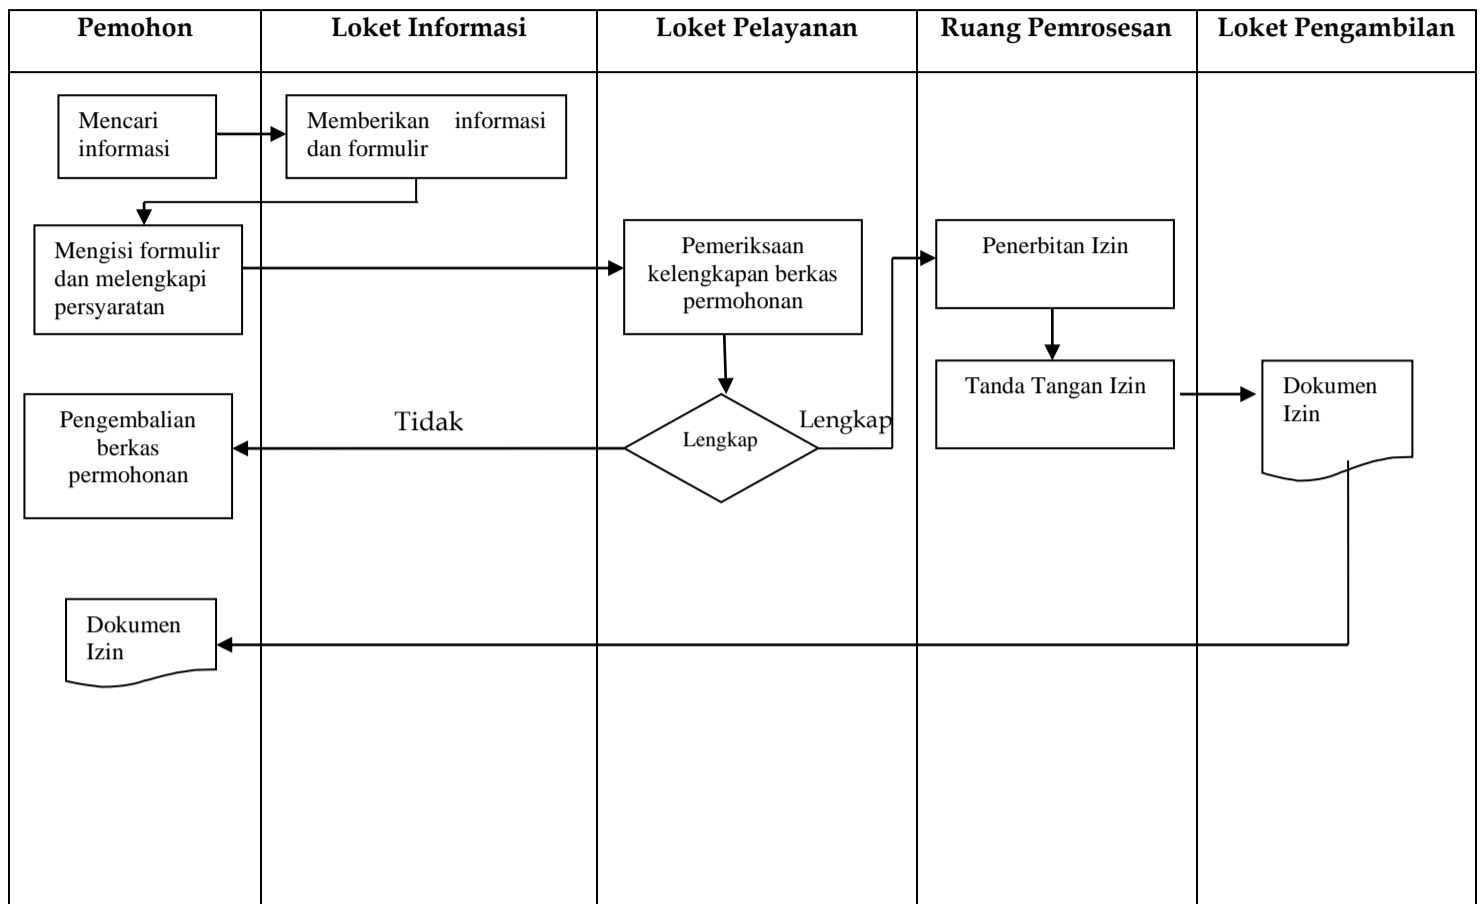 Pemohon
Loket Informasi
Loket Pelayanan
Ruang Pemrosesan
Loket Pengambilan
Mencari
informasi
Memberikan informasi
dan formulir
Mengisi formulir
dan melengkapi
persyaratan
Pemeriksaan
kelengkapan berkas
permohonan
Penerbitan Izin
Tanda Tangan Izin
Dokumen
Izin
Pengembalian
berkas
permohonan
Tidak
Lengkap
Lengkap
Dokumen
Izin